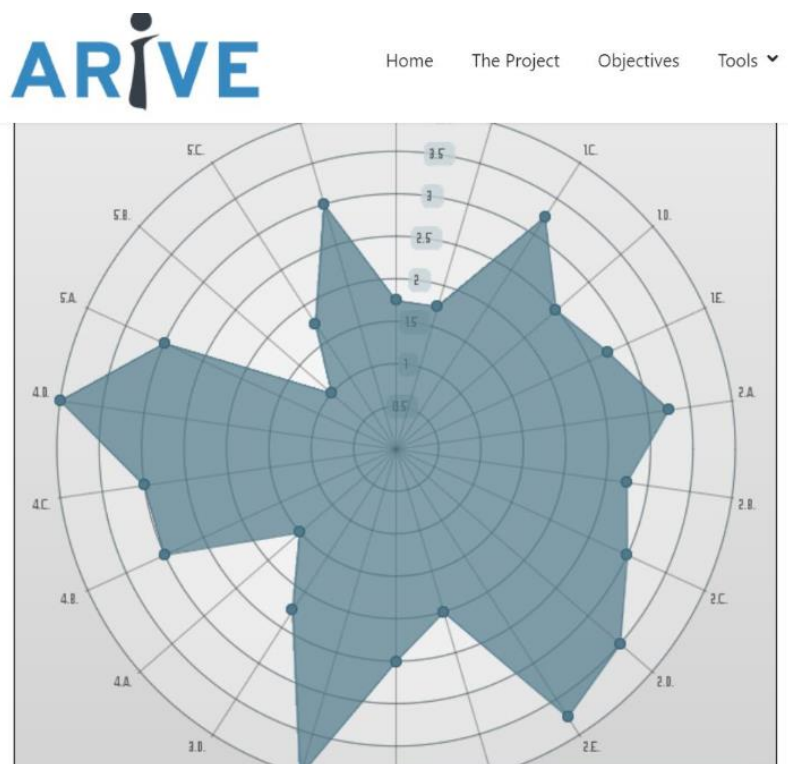 ARiVE
Home The Project Objectives Tools
5.C. 3.5 1.C.
3
5.B. 1.D.
2.5
5.A. 2 1.E.
1.5
4.D. 1 2.A.
0.5
4.C. 2.B.
4.B. 2.C.
4.A. 2.D.
3.D. 2.E.